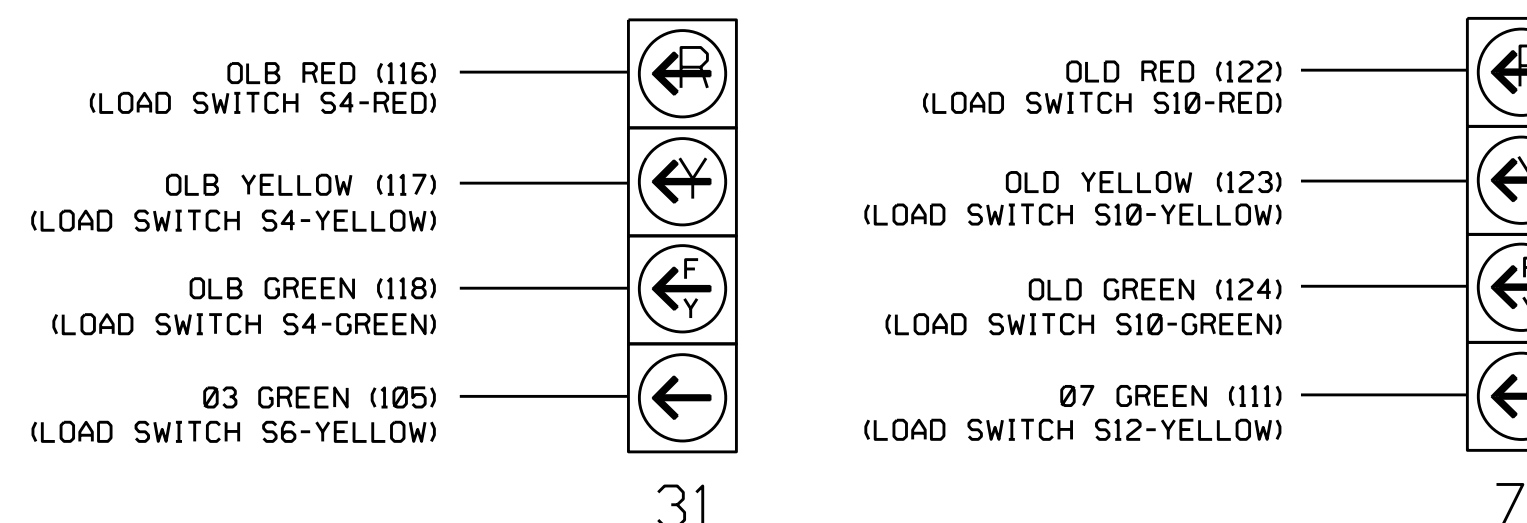 OLB RED (116)
(LOAD SWITCH S4-RED)
R
OLB YELLOW (117)
(LOAD SWITCH S4-YELLOW)
Y
OLB GREEN (118)
(LOAD SWITCH S4-GREEN)
F
Y
Ø3 GREEN (105)
(LOAD SWITCH S6-YELLOW)
31
OLD RED (122)
(LOAD SWITCH S10-RED)
OLD YELLOW (123)
(LOAD SWITCH S10-YELLOW)
OLD GREEN (124)
(LOAD SWITCH S10-GREEN)
Ø7 GREEN (111)
(LOAD SWITCH S12-YELLOW)
7